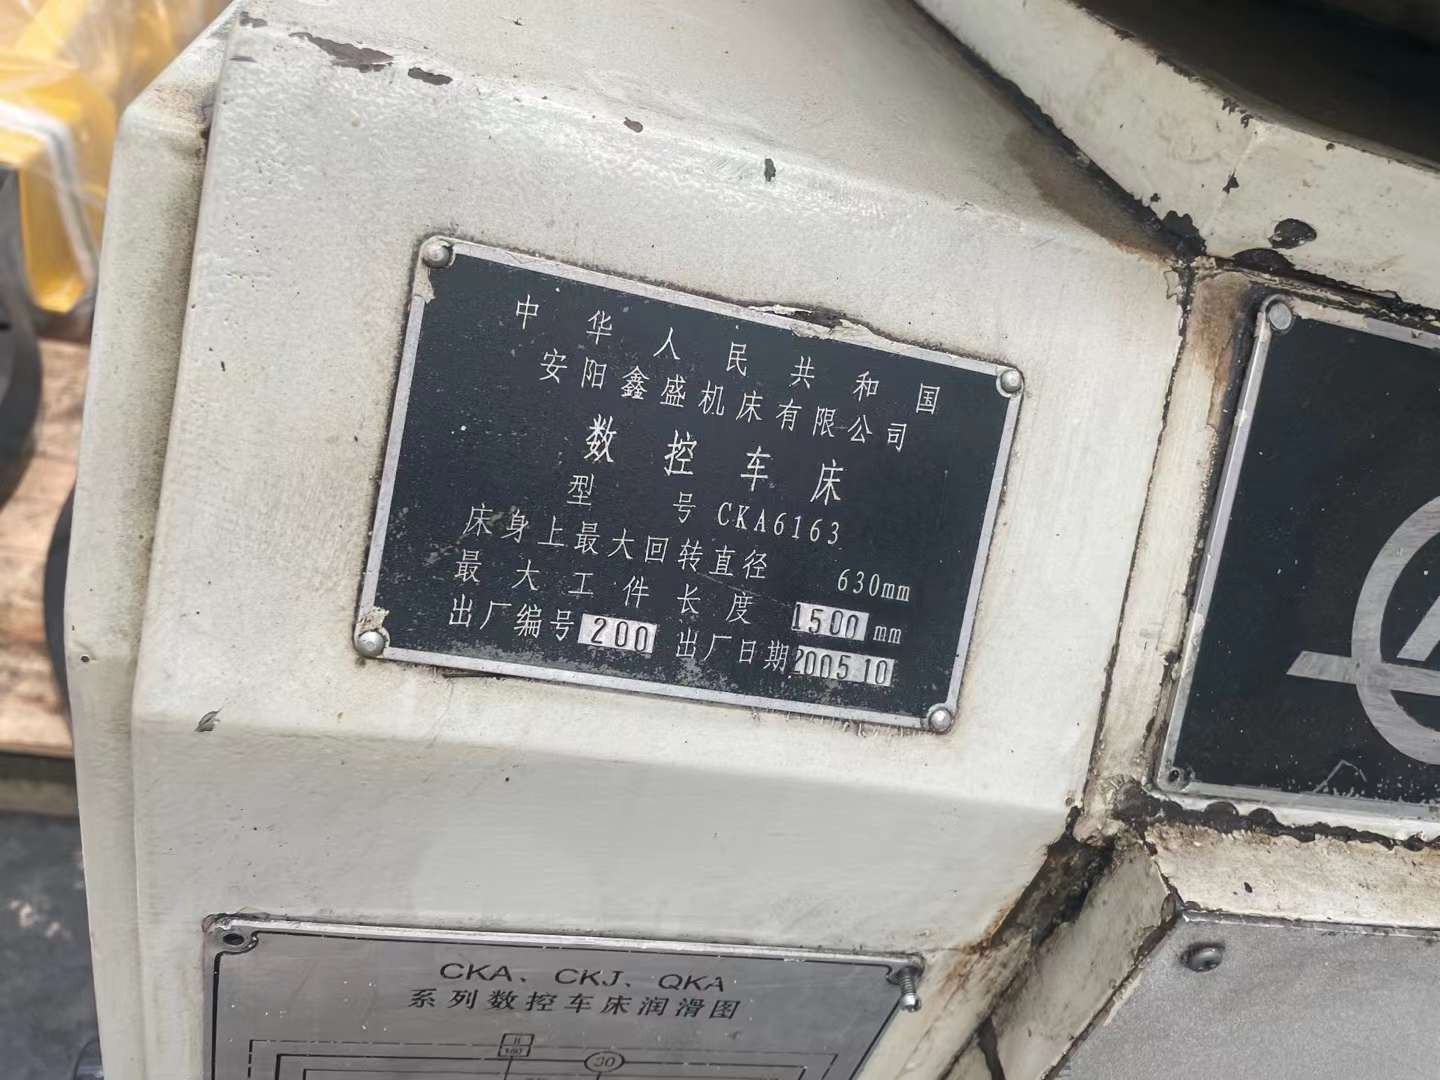 中华人民共和国
安阳鑫盛机床有限公司
数控车床
型号 CKA6163
床身上最大回转直径 630mm
最大工件长度 1500 mm
出厂编号 200 出厂日期 2005.10
CKA、CKJ、QKA
系列数控车床润滑图
30